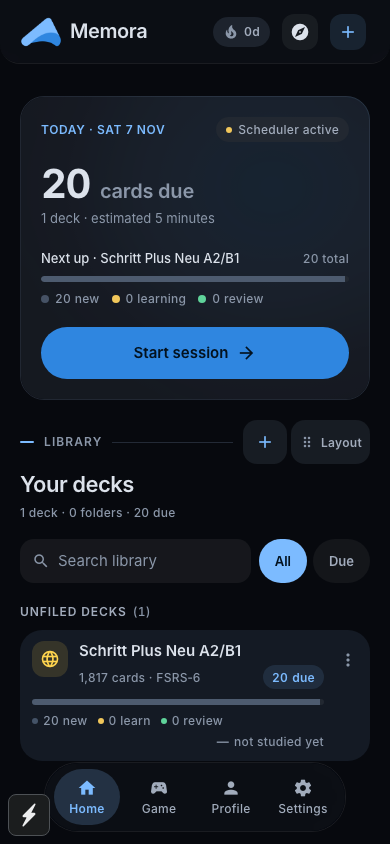 Memora
0d
TODAY · SAT 7 NOV
Scheduler active
20 cards due
1 deck · estimated 5 minutes
Next up · Schritt Plus Neu A2/B1
20 total
20 new
0 learning
0 review
Start session
LIBRARY
Layout
Your decks
1 deck · 0 folders · 20 due
Search library
All
Due
UNFILED DECKS (1)
Schritt Plus Neu A2/B1
1,817 cards · FSRS-6
20 due
20 new
0 learn
0 review
— not studied yet
Home
Game
Profile
Settings